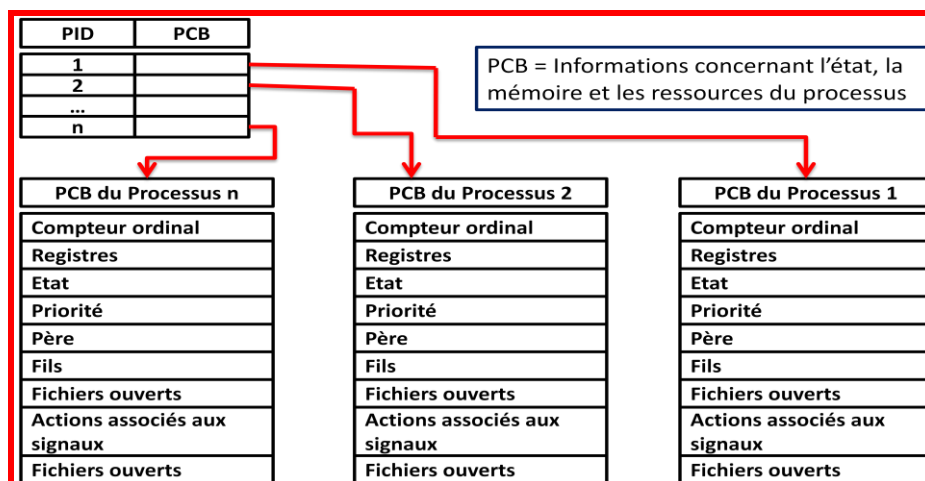 PID PCB
1
2
...
n
PCB = Informations concernant l'état, la
mémoire et les ressources du processus
PCB du Processus n
Compteur ordinal
Registres
Etat
Priorité
Père
Fils
Fichiers ouverts
Actions associés aux
signaux
Fichiers ouverts
PCB du Processus 2
Compteur ordinal
Registres
Etat
Priorité
Père
Fils
Fichiers ouverts
Actions associés aux
signaux
Fichiers ouverts
PCB du Processus 1
Compteur ordinal
Registres
Etat
Priorité
Père
Fils
Fichiers ouverts
Actions associés aux
signaux
Fichiers ouverts